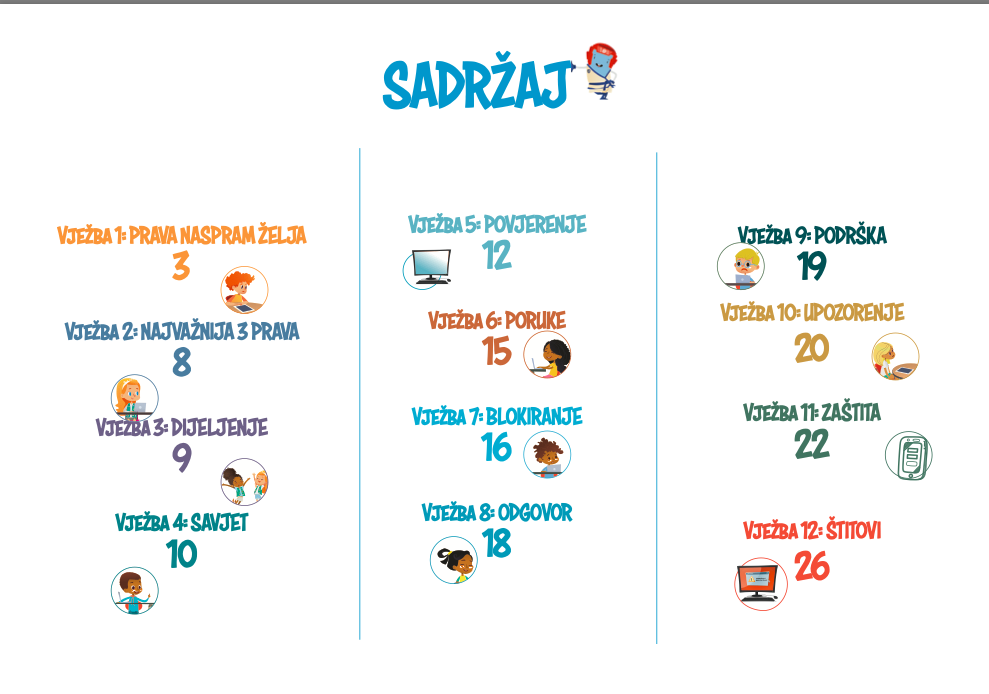 SADRŽAJ
VJEŽBA 1: PRAVA NASPRAM ŽELJA
3
VJEŽBA 2: NAJVAŽNIJA 3 PRAVA
8
VJEŽBA 3: DIJELJENJE
9
VJEŽBA 4: SAVJET
10
VJEŽBA 5: POVJERENJE
12
VJEŽBA 6: PORUKE
15
VJEŽBA 7: BLOKIRANJE
16
VJEŽBA 8: ODGOVOR
18
VJEŽBA 9: PODRŠKA
19
VJEŽBA 10: UPOZORENJE
20
VJEŽBA 11: ZAŠTITA
22
VJEŽBA 12: ŠTITOVI
26